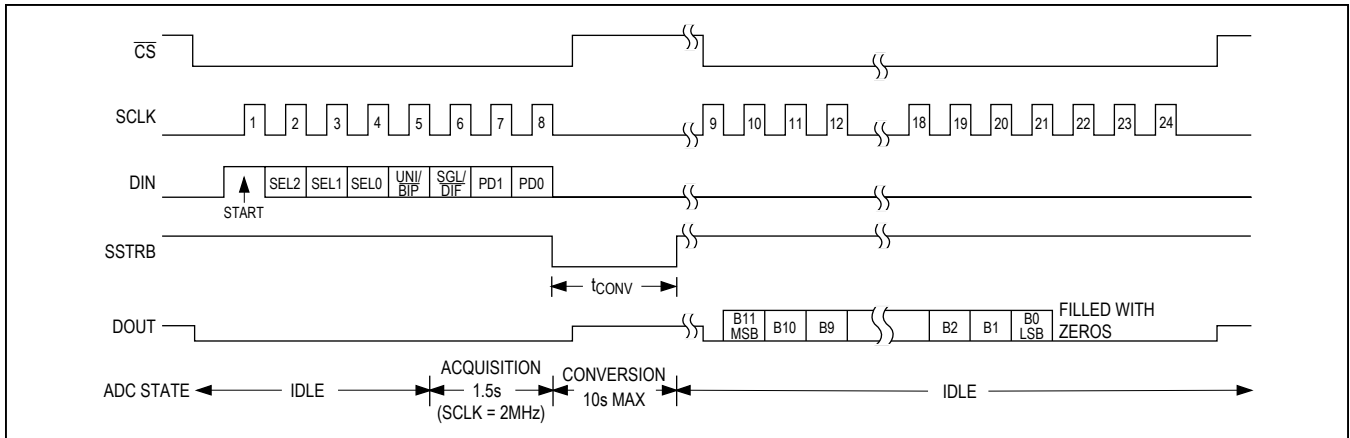 CS
SCLK
1 2 3 4 5 6 7 8 9 10 11 12 18 19 20 21 22 23 24
DIN
SEL2 SEL1 SEL0 UNI/BIP SGL/DIF PD1 PD0
START
SSTRB
tCONV
DOUT
B11 MSB B10 B9 B2 B1 B0 LSB
FILLED WITH
ZEROS
ADC STATE
IDLE
ACQUISITION
1.5s
(SCLK = 2MHz)
CONVERSION
10s MAX
IDLE